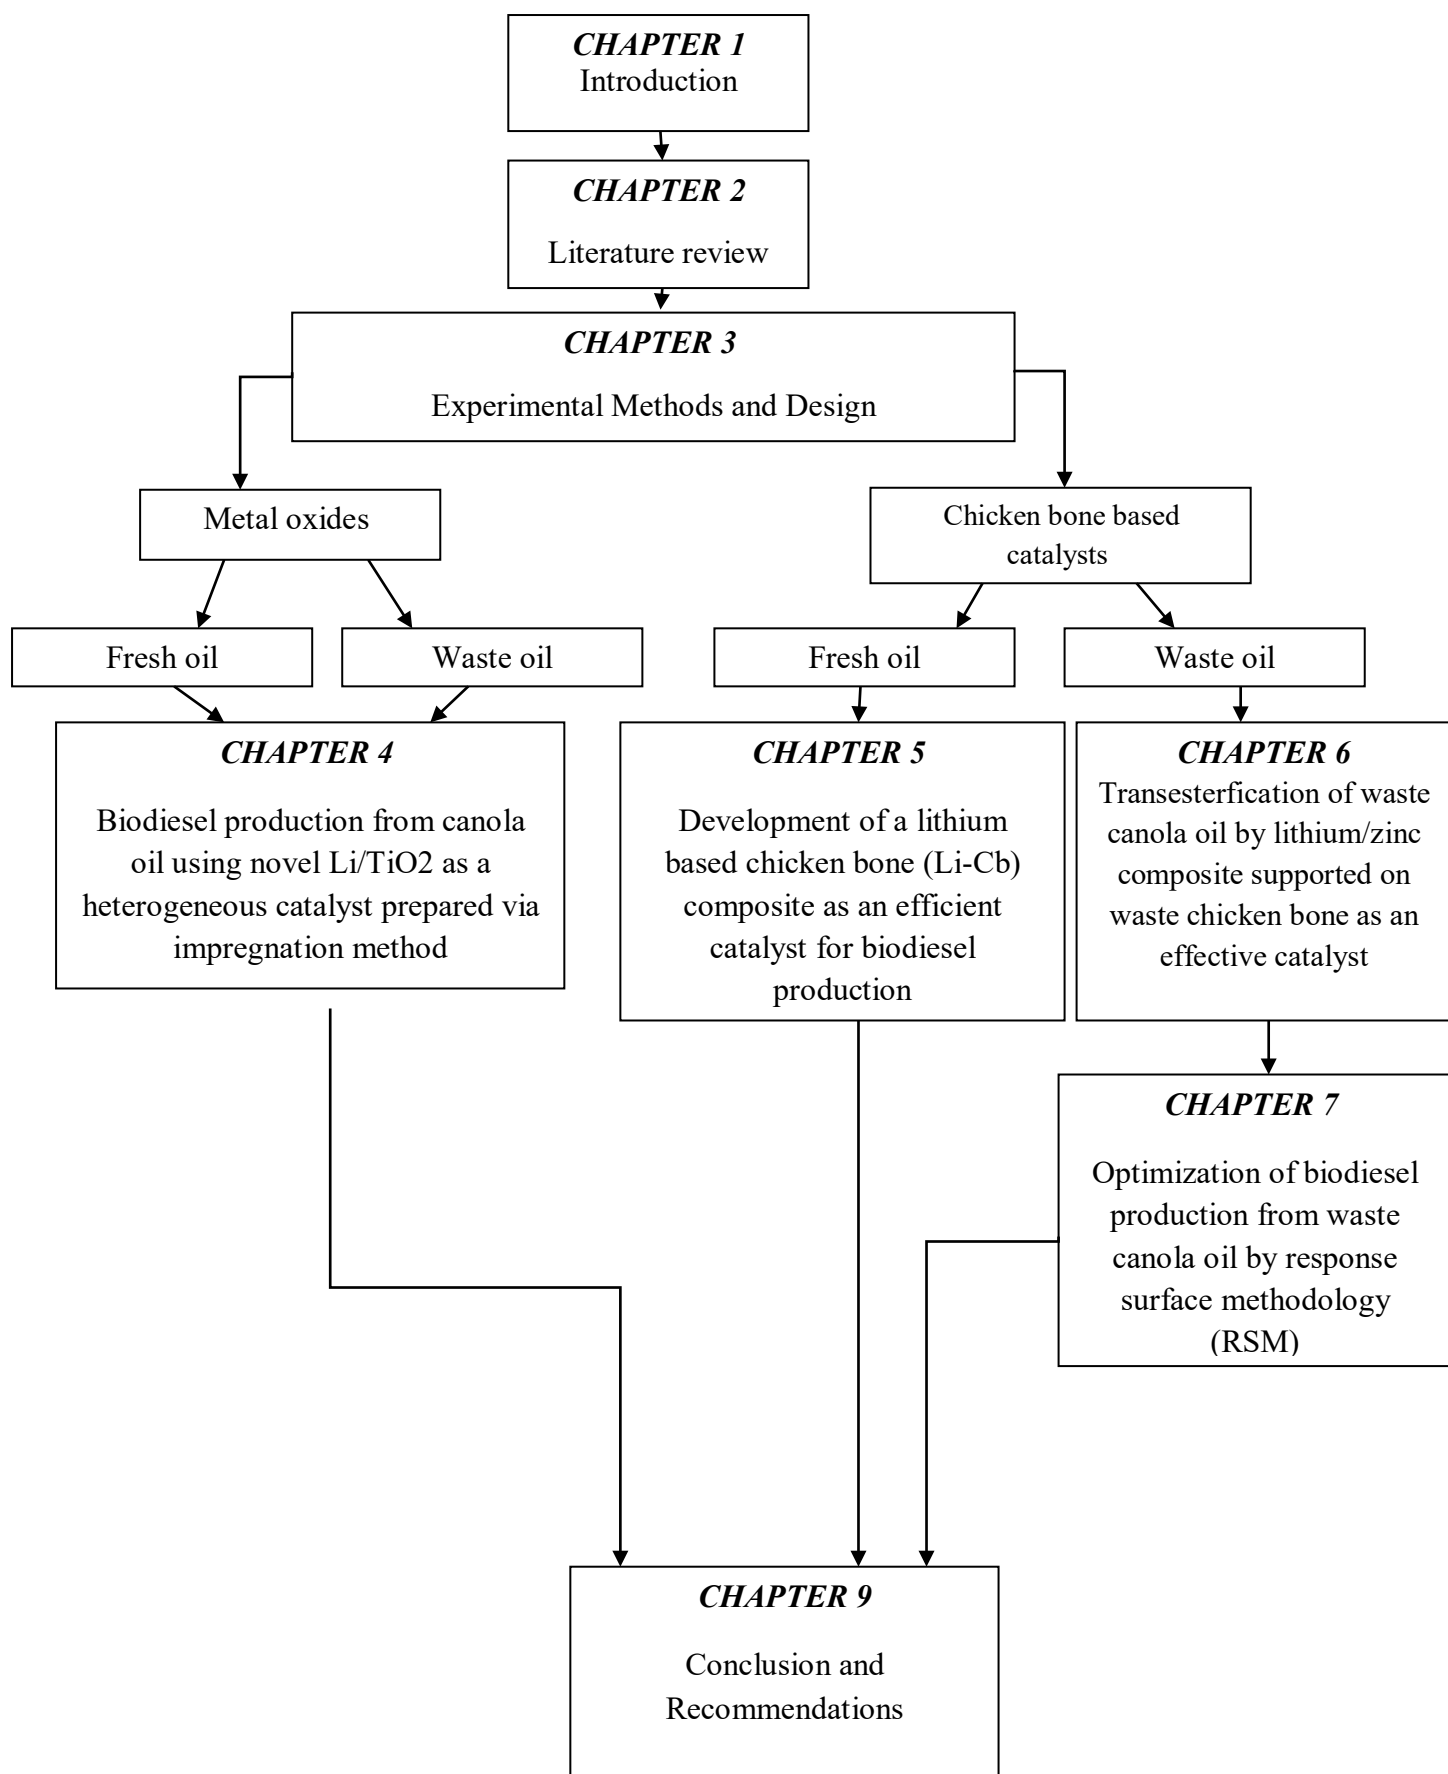 CHAPTER 1
Introduction
CHAPTER 2
Literature review
CHAPTER 3
Experimental Methods and Design
Metal oxides
Chicken bone based
catalysts
Fresh oil
Waste oil
Fresh oil
Waste oil
CHAPTER 4
Biodiesel production from canola
oil using novel Li/TiO2 as a
heterogeneous catalyst prepared via
impregnation method
CHAPTER 5
Development of a lithium
based chicken bone (Li-Cb)
composite as an efficient
catalyst for biodiesel
production
CHAPTER 6
Transesterfication of waste
canola oil by lithium/zinc
composite supported on
waste chicken bone as an
effective catalyst
CHAPTER 7
Optimization of biodiesel
production from waste
canola oil by response
surface methodology
(RSM)
CHAPTER 9
Conclusion and
Recommendations